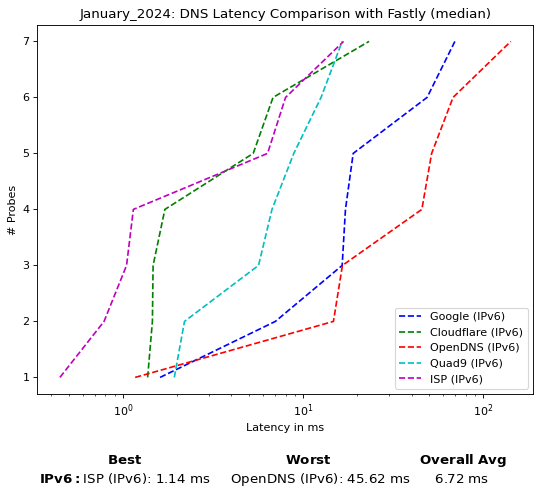 January_2024: DNS Latency Comparison with Fastly (median)
7
6
5
4
3
2
1
# Probes
Google (IPv6)
Cloudflare (IPv6)
OpenDNS (IPv6)
Quad9 (IPv6)
ISP (IPv6)
10⁰ 10¹ 10²
Latency in ms
Best Worst Overall Avg
IPv6: ISP (IPv6): 1.14 ms OpenDNS (IPv6): 45.62 ms 6.72 ms